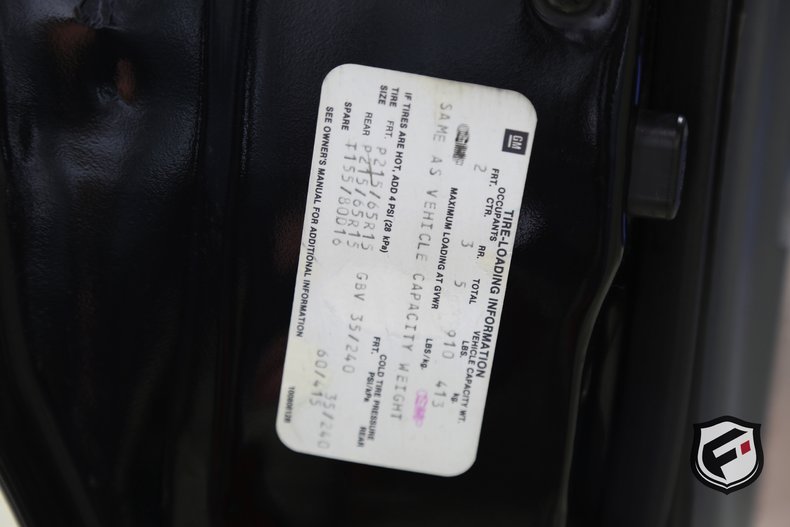 GM
TIRE-LOADING INFORMATION
OCCUPANTS VEHICLE CAPACITY WT.
FRT. CTR. RR. TOTAL LBS. kg.
2 3 5 910 413
MAXIMUM LOADING AT GVWR LBS/kg.
SAME AS VEHICLE CAPACITY WEIGHT
IF TIRES ARE HOT, ADD 4 PSI (28 kPa)
COLD TIRE PRESSURE
TIRE SIZE PSI/kPa
FRT. REAR
FRT. P215/65R15 GBV 35/240
REAR P215/65R15 35/240
SPARE T155/80D16 60/415
SEE OWNER'S MANUAL FOR ADDITIONAL INFORMATION